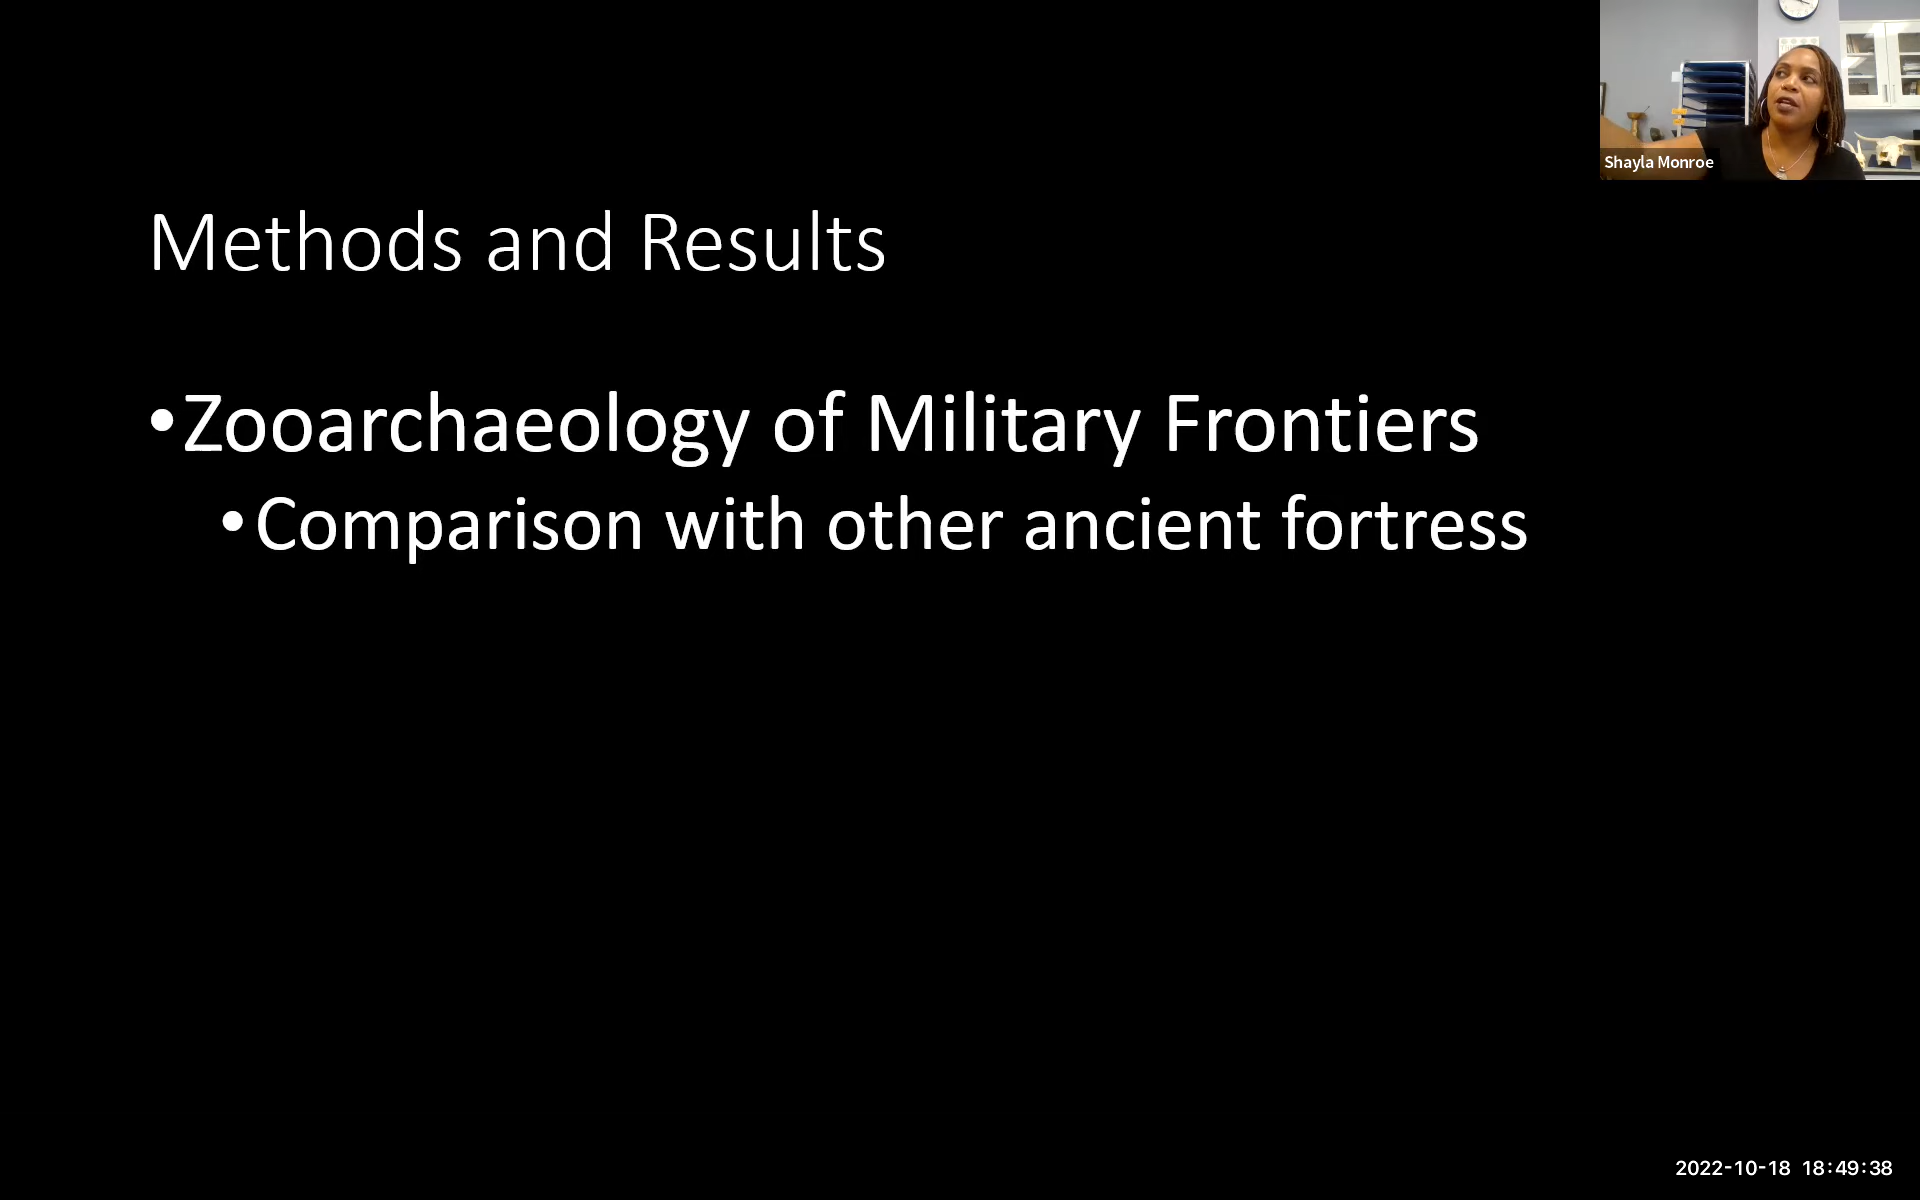 Shayla Monroe
Methods and Results
•Zooarchaeology of Military Frontiers
•Comparison with other ancient fortress
2022-10-18 18:49:38